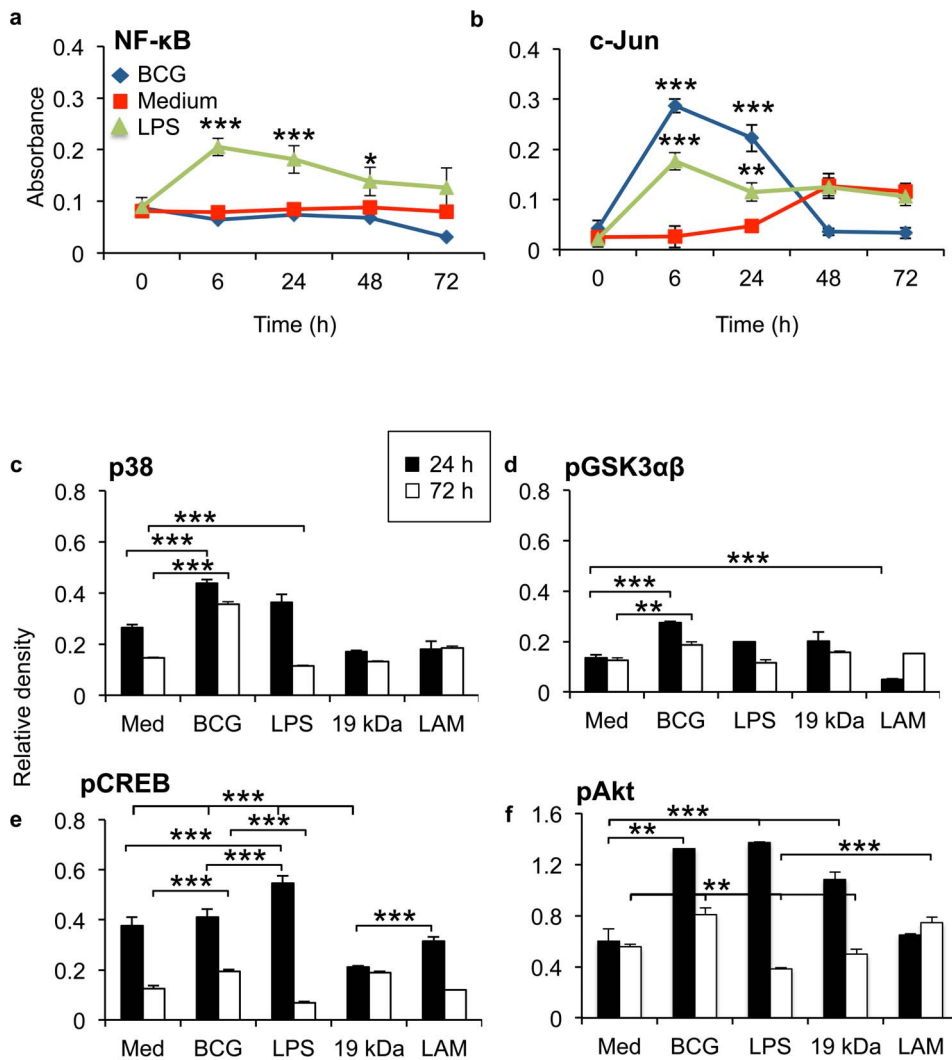 a
NF-κB
BCG
Medium
LPS
Absorbance
0.4
0.3
0.2
0.1
0
***
***
*
0 6 24 48 72
Time (h)
b
c-Jun
0.4
0.3
0.2
0.1
0
***
***
***
**
0 6 24 48 72
Time (h)
24 h
72 h
Relative density
c
p38
0.8
0.6
0.4
0.2
0
***
***
***
Med BCG LPS 19 kDa LAM
d
pGSK3αβ
0.8
0.6
0.4
0.2
0
***
***
**
Med BCG LPS 19 kDa LAM
e
pCREB
0.8
0.6
0.4
0.2
0
***
***
***
***
***
***
Med BCG LPS 19 kDa LAM
f
pAkt
1.6
1.2
0.8
0.4
0
***
**
***
**
Med BCG LPS 19 kDa LAM